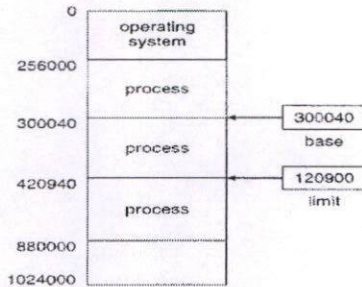 0
operating
system
256000
process
300040
300040
base
process
420940
120900
limit
process
880000
1024000